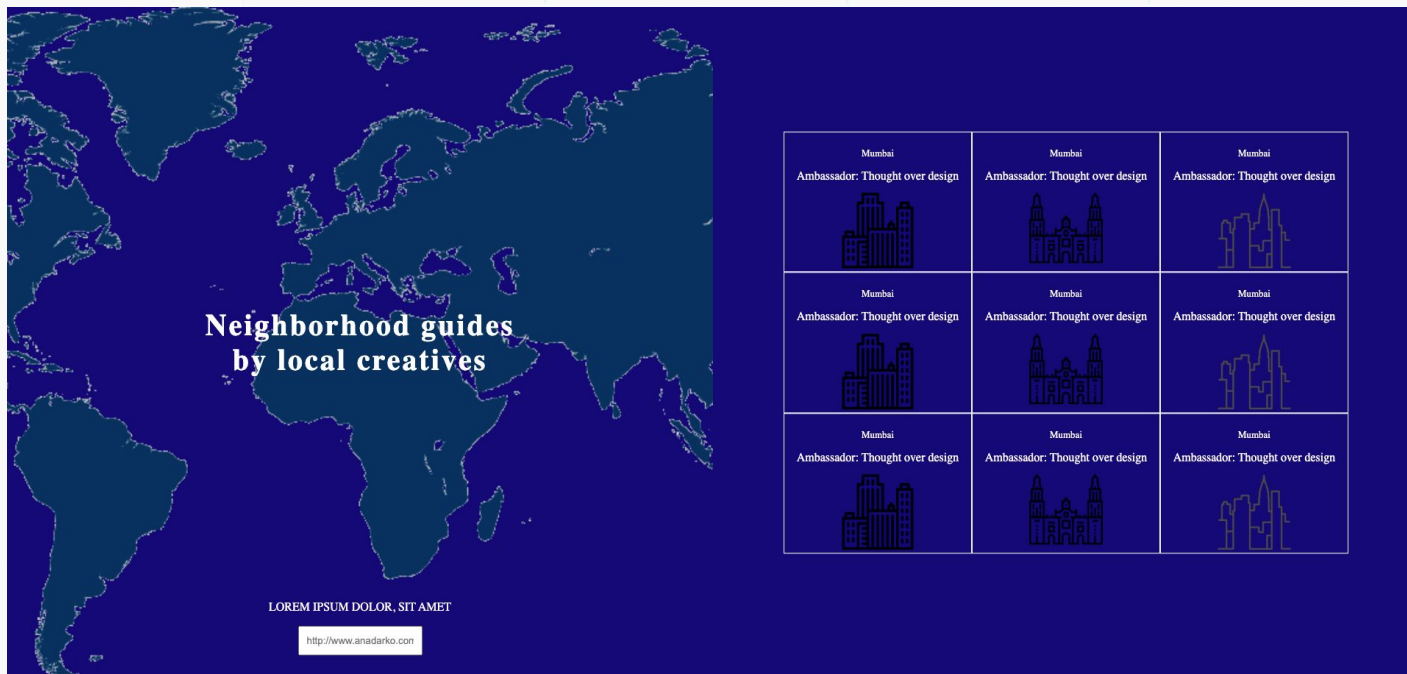 Neighborhood guides
by local creatives
LOREM IPSUM DOLOR, SIT AMET
http://www.anadarko.com
Mumbai
Ambassador: Thought over design
Mumbai
Ambassador: Thought over design
Mumbai
Ambassador: Thought over design
Mumbai
Ambassador: Thought over design
Mumbai
Ambassador: Thought over design
Mumbai
Ambassador: Thought over design
Mumbai
Ambassador: Thought over design
Mumbai
Ambassador: Thought over design
Mumbai
Ambassador: Thought over design